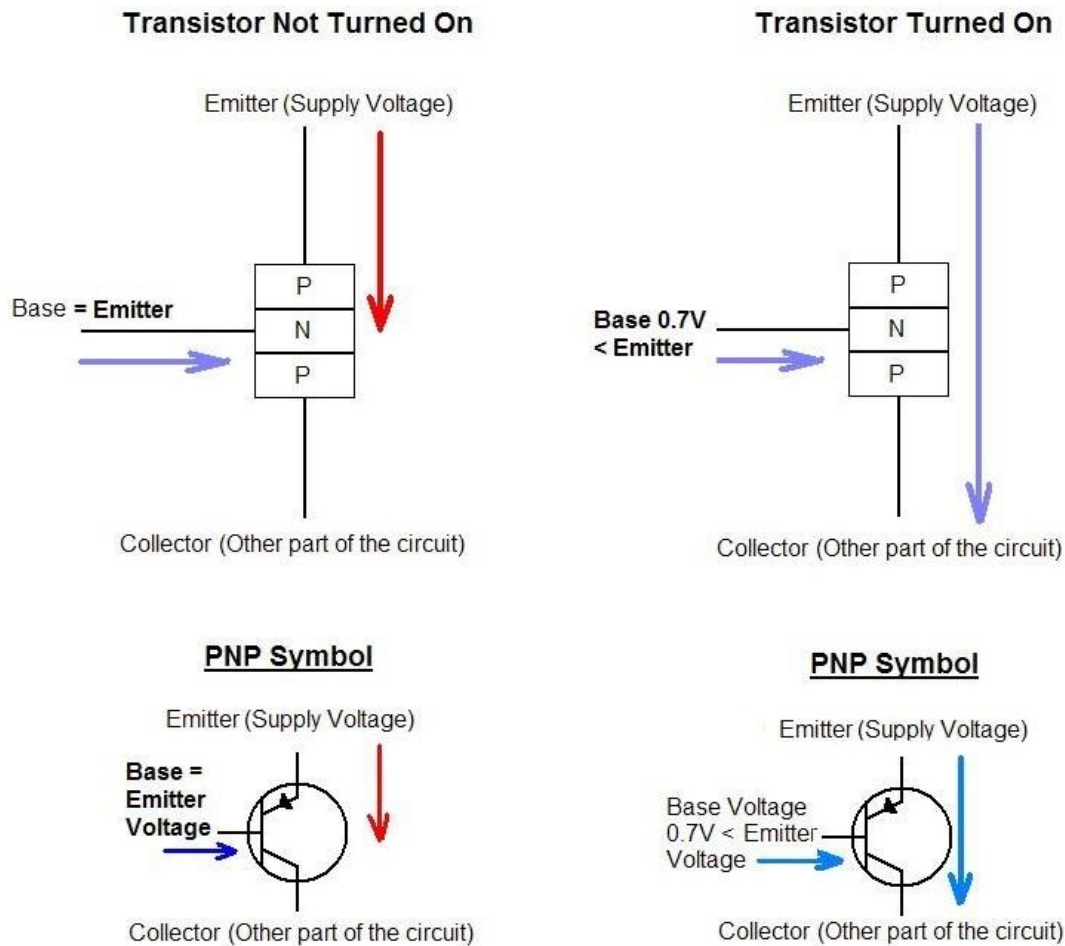 Transistor Not Turned On
Emitter (Supply Voltage)
P
Base = Emitter
N
P
Collector (Other part of the circuit)
PNP Symbol
Emitter (Supply Voltage)
Base =
Emitter
Voltage
Collector (Other part of the circuit)
Transistor Turned On
Emitter (Supply Voltage)
P
Base 0.7V
< Emitter
N
P
Collector (Other part of the circuit)
PNP Symbol
Emitter (Supply Voltage)
Base Voltage
0.7V < Emitter
Voltage
Collector (Other part of the circuit)